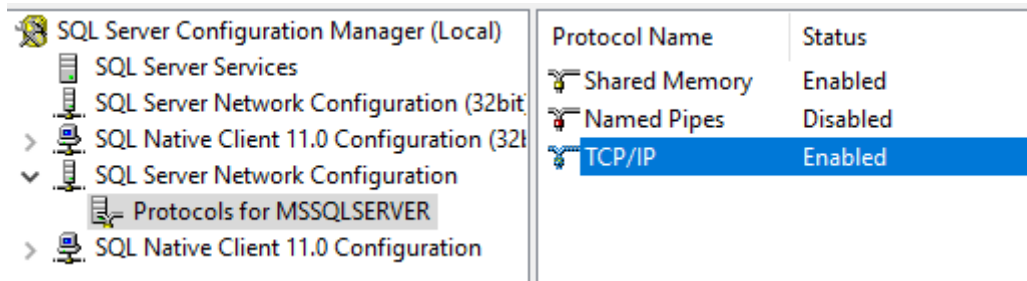 SQL Server Configuration Manager (Local)
SQL Server Services
SQL Server Network Configuration (32bit
SQL Native Client 11.0 Configuration (32
SQL Server Network Configuration
Protocols for MSSQLSERVER
SQL Native Client 11.0 Configuration
Protocol Name Status
Shared Memory Enabled
Named Pipes Disabled
TCP/IP Enabled